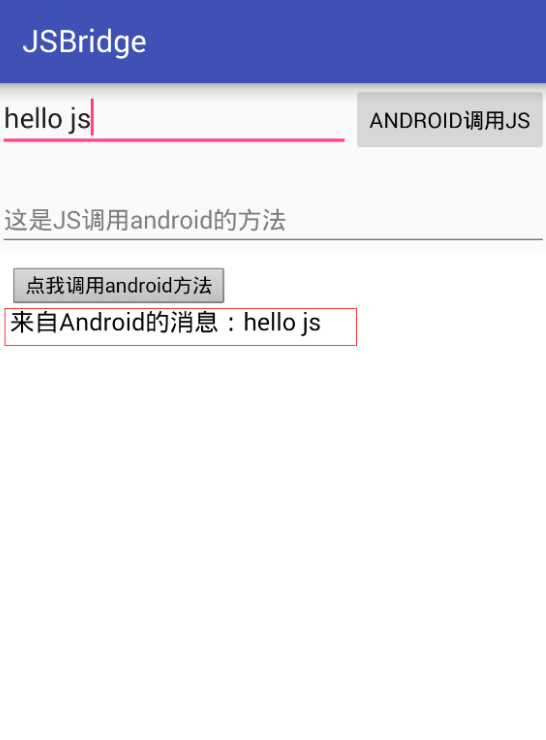 JSBridge
hello js
ANDROID调用JS
这是JS调用android的方法
点我调用android方法
来自Android的消息：hello js